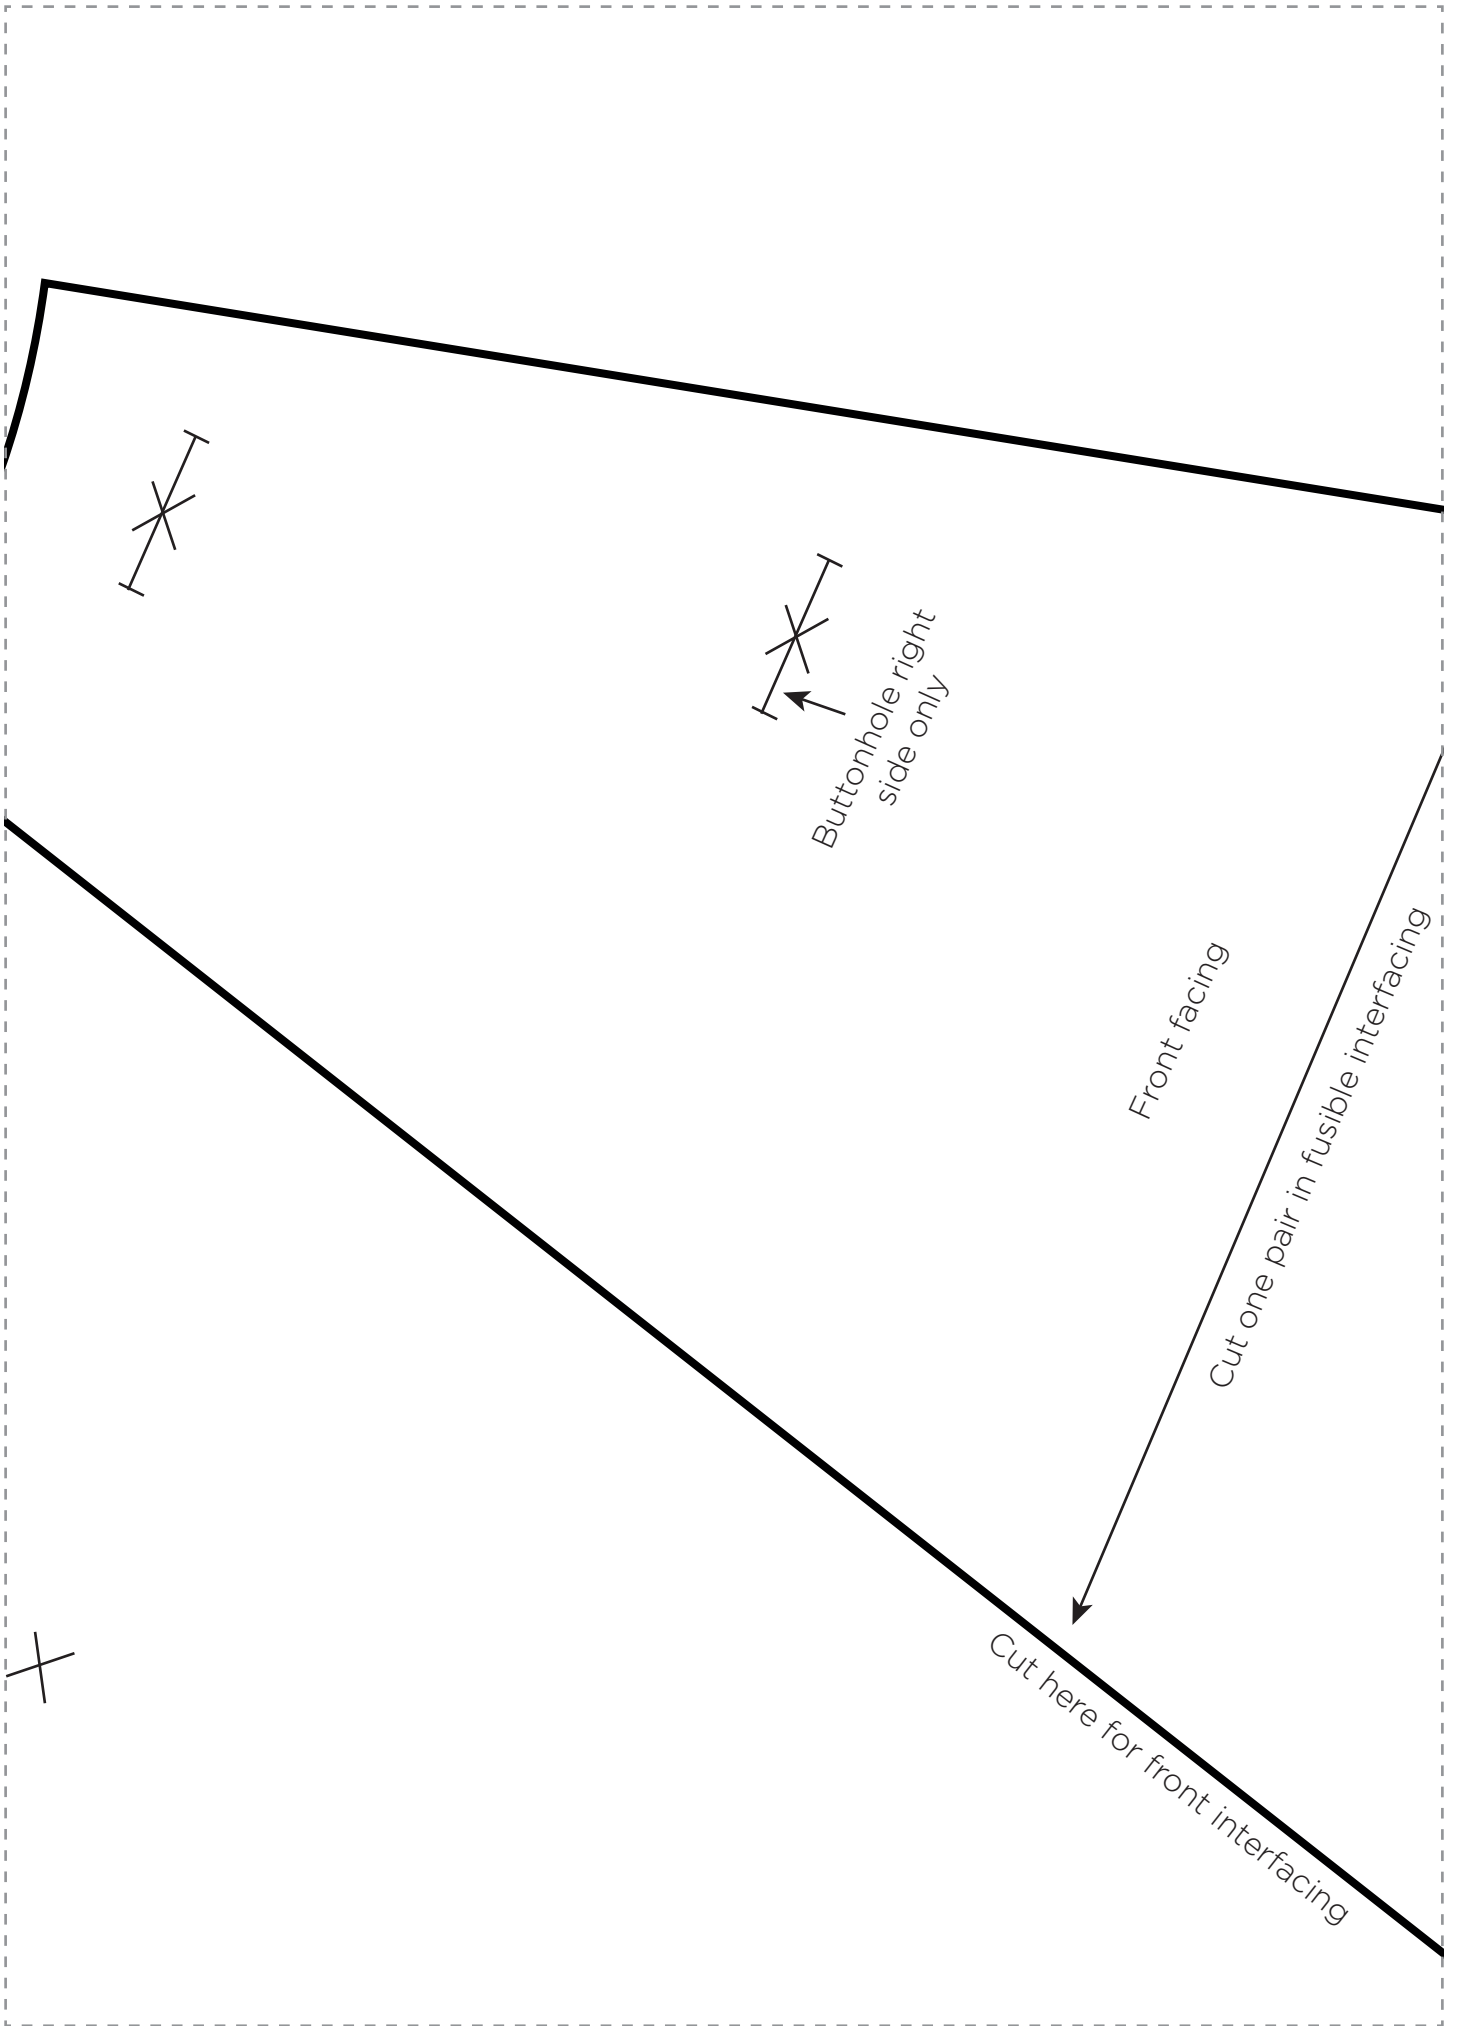 Buttonhole right
side only
Front facing
Cut one pair in fusible interfacing
Cut here for front interfacing